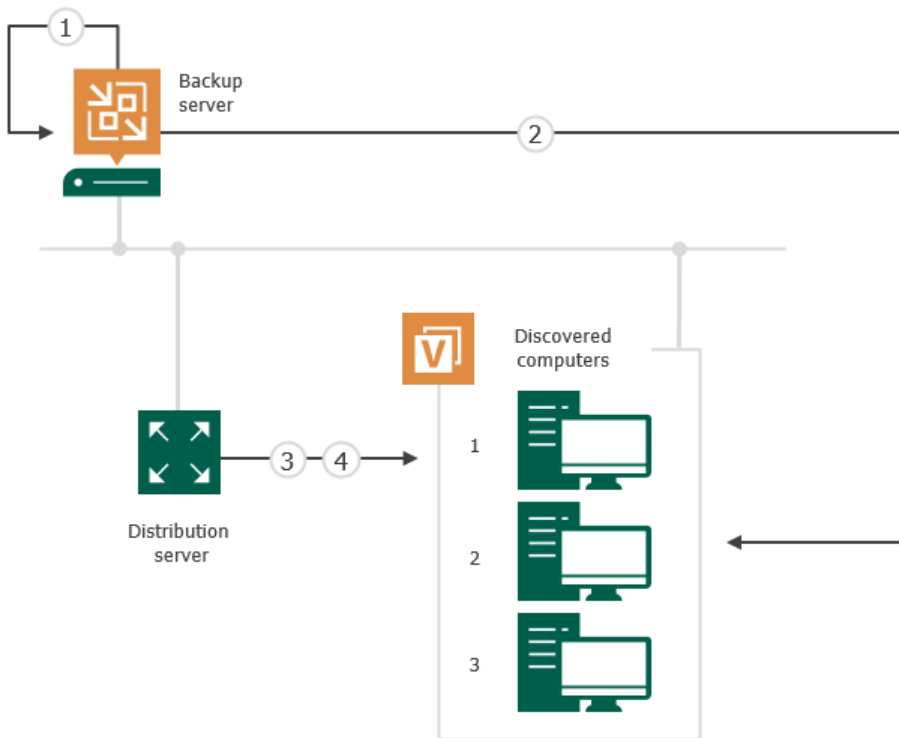 1
Backup
server
2
V
Discovered
computers
1
3
4
Distribution
server
2
3